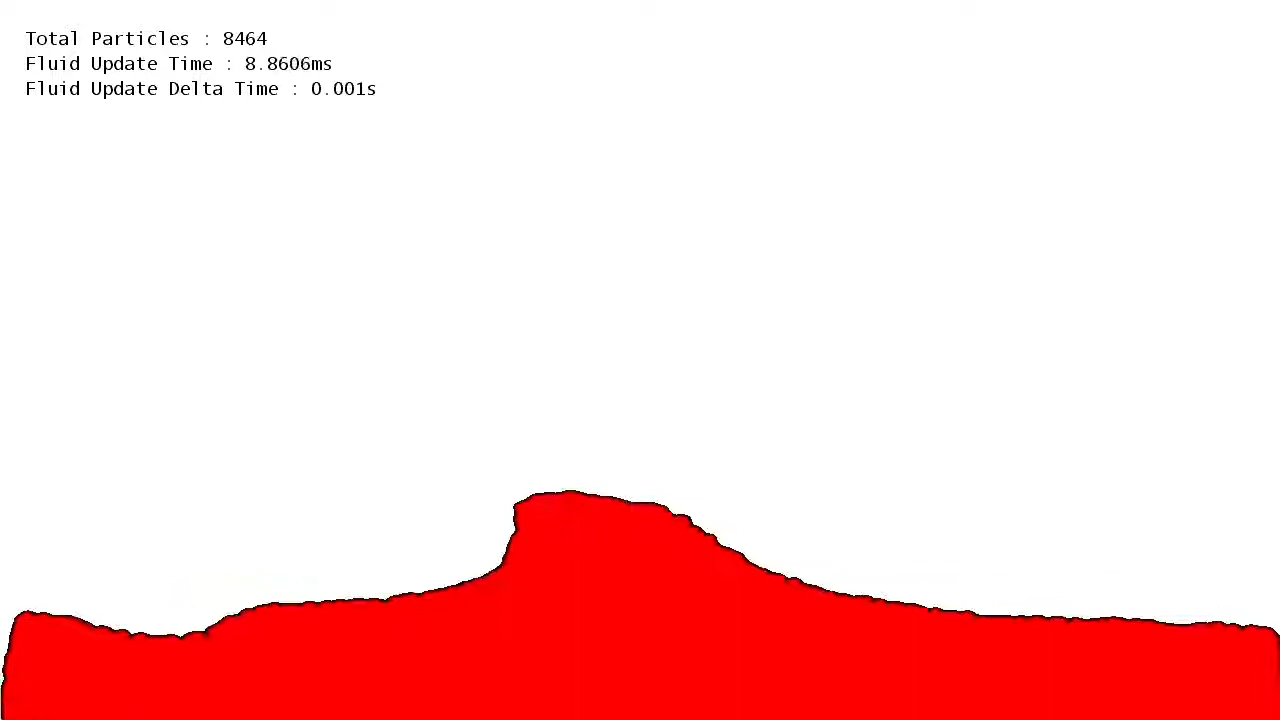 Total Particles : 8464
Fluid Update Time : 8.8606ms
Fluid Update Delta Time : 0.001s